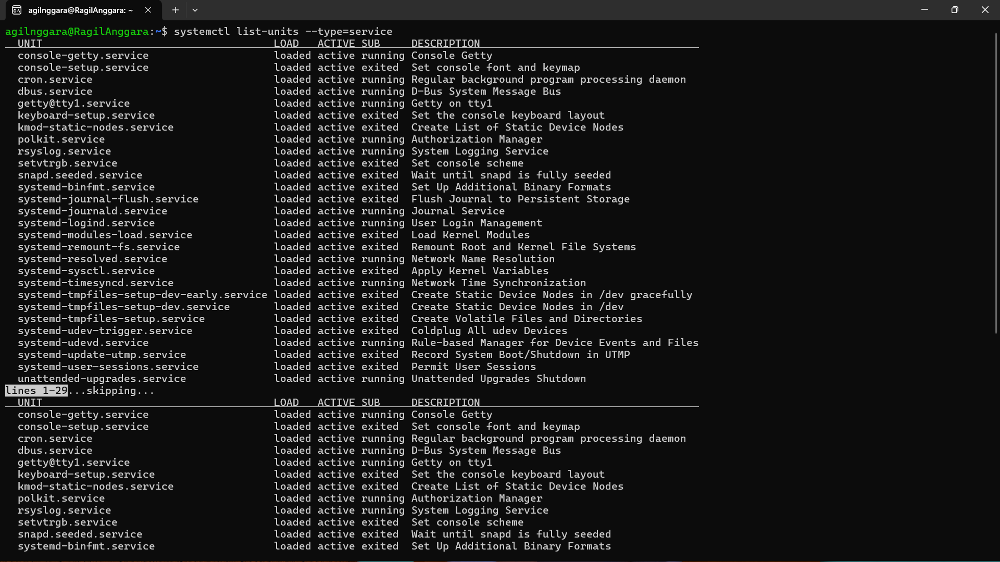 agilnggara@RagilAnggara: ~
agilnggara@RagilAnggara:~$ systemctl list-units --type=service
UNIT LOAD ACTIVE SUB DESCRIPTION
console-getty.service loaded active running Console Getty
console-setup.service loaded active exited Set console font and keymap
cron.service loaded active running Regular background program processing daemon
dbus.service loaded active running D-Bus System Message Bus
getty@tty1.service loaded active running Getty on tty1
keyboard-setup.service loaded active exited Set the console keyboard layout
kmod-static-nodes.service loaded active exited Create List of Static Device Nodes
polkit.service loaded active running Authorization Manager
rsyslog.service loaded active running System Logging Service
setvtrgb.service loaded active exited Set console scheme
snapd.seeded.service loaded active exited Wait until snapd is fully seeded
systemd-binfmt.service loaded active exited Set Up Additional Binary Formats
systemd-journal-flush.service loaded active exited Flush Journal to Persistent Storage
systemd-journald.service loaded active running Journal Service
systemd-logind.service loaded active running User Login Management
systemd-modules-load.service loaded active exited Load Kernel Modules
systemd-remount-fs.service loaded active exited Remount Root and Kernel File Systems
systemd-resolved.service loaded active running Network Name Resolution
systemd-sysctl.service loaded active exited Apply Kernel Variables
systemd-timesyncd.service loaded active running Network Time Synchronization
systemd-tmpfiles-setup-dev-early.service loaded active exited Create Static Device Nodes in /dev gracefully
systemd-tmpfiles-setup-dev.service loaded active exited Create Static Device Nodes in /dev
systemd-tmpfiles-setup.service loaded active exited Create Volatile Files and Directories
systemd-udev-trigger.service loaded active exited Coldplug All udev Devices
systemd-udevd.service loaded active running Rule-based Manager for Device Events and Files
systemd-update-utmp.service loaded active exited Record System Boot/Shutdown in UTMP
systemd-user-sessions.service loaded active exited Permit User Sessions
unattended-upgrades.service loaded active running Unattended Upgrades Shutdown
lines 1-29...skipping...
UNIT LOAD ACTIVE SUB DESCRIPTION
console-getty.service loaded active running Console Getty
console-setup.service loaded active exited Set console font and keymap
cron.service loaded active running Regular background program processing daemon
dbus.service loaded active running D-Bus System Message Bus
getty@tty1.service loaded active running Getty on tty1
keyboard-setup.service loaded active exited Set the console keyboard layout
kmod-static-nodes.service loaded active exited Create List of Static Device Nodes
polkit.service loaded active running Authorization Manager
rsyslog.service loaded active running System Logging Service
setvtrgb.service loaded active exited Set console scheme
snapd.seeded.service loaded active exited Wait until snapd is fully seeded
systemd-binfmt.service loaded active exited Set Up Additional Binary Formats